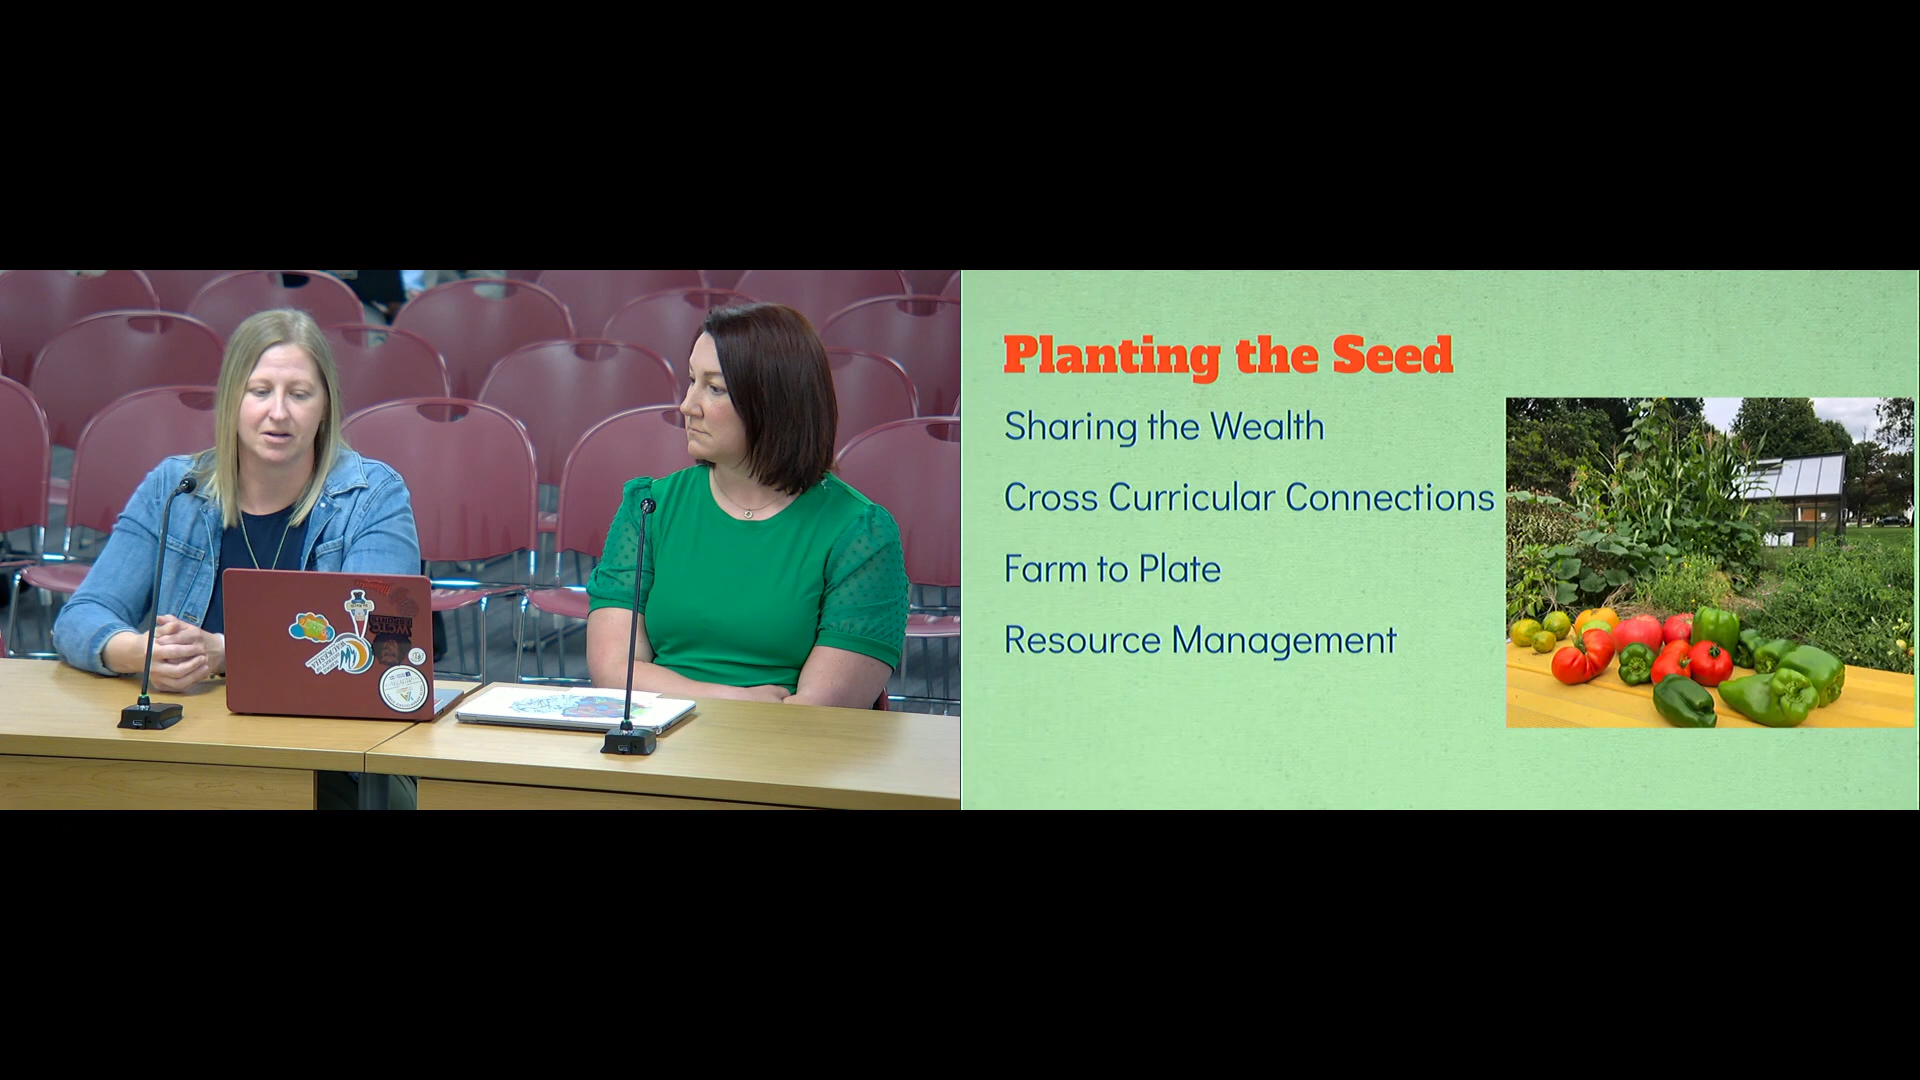 Planting the Seed
Sharing the Wealth
Cross Curricular Connections
Farm to Plate
Resource Management